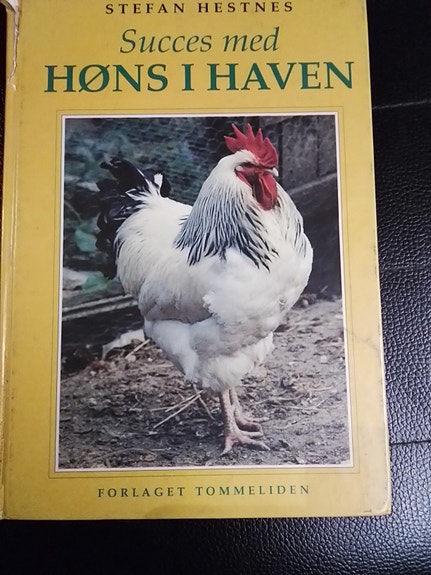 STEFAN HESTNES
Succes med
HØNS I HAVEN
FORLAGET TOMMELIDEN